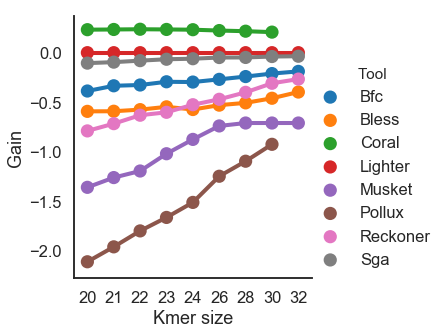 0.0
−0.5
−1.0
−1.5
−2.0
Gain
20 21 22 23 24 26 28 30 32
Kmer size
Tool
Bfc
Bless
Coral
Lighter
Musket
Pollux
Reckoner
Sga